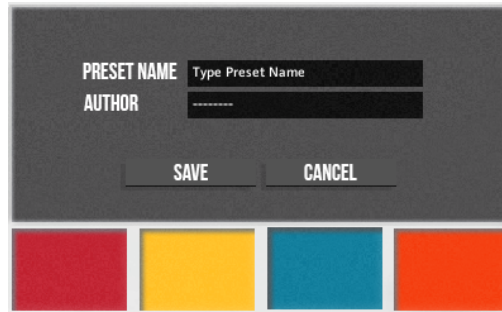 PRESET NAME Type Preset Name
AUTHOR --------
SAVE CANCEL